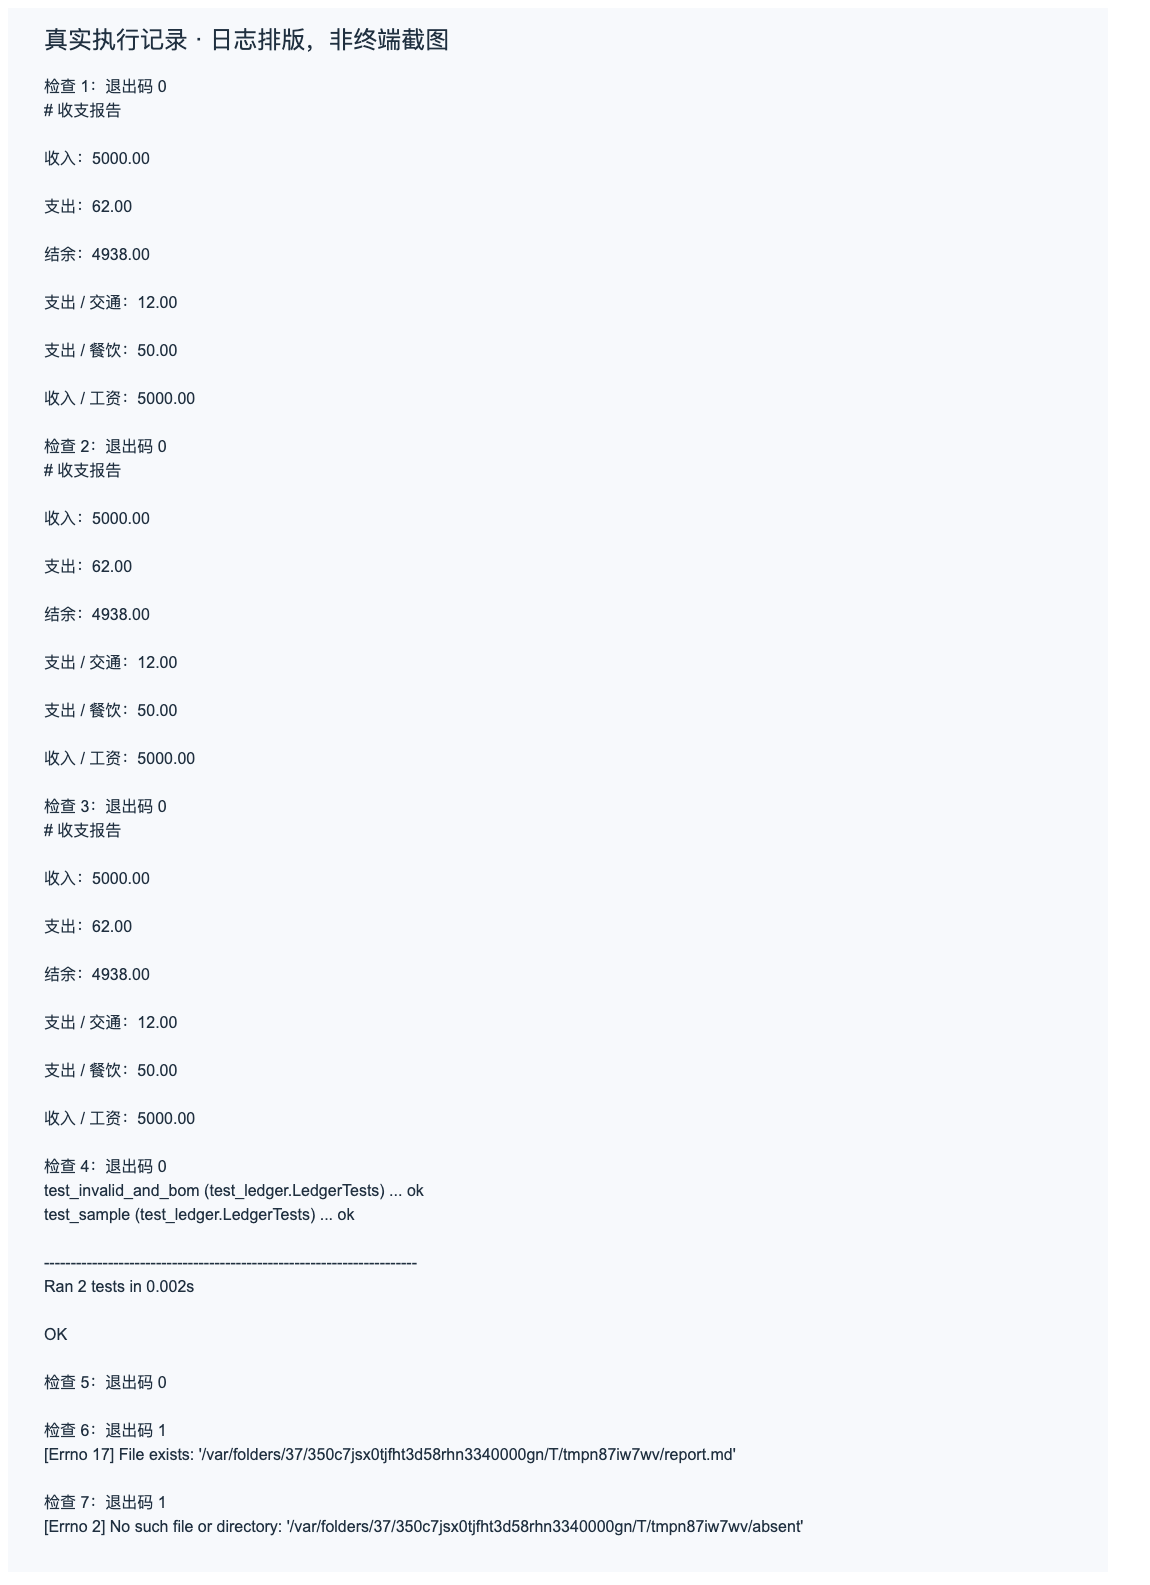 真实执行记录 · 日志排版，非终端截图
检查 1：退出码 0
# 收支报告
收入：5000.00
支出：62.00
结余：4938.00
支出 / 交通：12.00
支出 / 餐饮：50.00
收入 / 工资：5000.00
检查 2：退出码 0
# 收支报告
收入：5000.00
支出：62.00
结余：4938.00
支出 / 交通：12.00
支出 / 餐饮：50.00
收入 / 工资：5000.00
检查 3：退出码 0
# 收支报告
收入：5000.00
支出：62.00
结余：4938.00
支出 / 交通：12.00
支出 / 餐饮：50.00
收入 / 工资：5000.00
检查 4：退出码 0
test_invalid_and_bom (test_ledger.LedgerTests) ... ok
test_sample (test_ledger.LedgerTests) ... ok
----------------------------------------------------------------------
Ran 2 tests in 0.002s
OK
检查 5：退出码 0
检查 6：退出码 1
[Errno 17] File exists: '/var/folders/37/350c7jsx0tjfht3d58rhn3340000gn/T/tmpn87iw7wv/report.md'
检查 7：退出码 1
[Errno 2] No such file or directory: '/var/folders/37/350c7jsx0tjfht3d58rhn3340000gn/T/tmpn87iw7wv/absent'